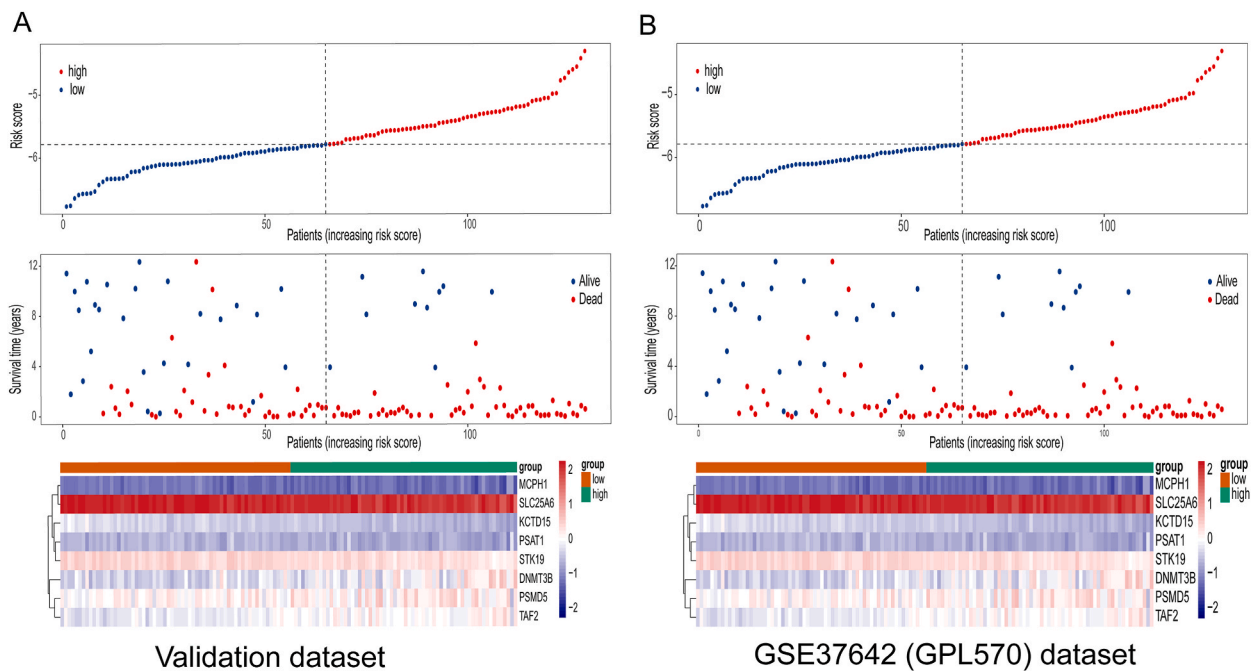 A
Risk score
high
low
−5
−6
0
50
100
Patients (increasing risk score)
Survival time (years)
12
8
4
0
Alive
Dead
0
50
100
Patients (increasing risk score)
group
MCPH1
SLC25A6
KCTD15
PSAT1
STK19
DNMT3B
PSMD5
TAF2
2
1
0
−1
−2
group
low
high
Validation dataset
B
Risk score
high
low
−5
−6
0
50
100
Patients (increasing risk score)
Survival time (years)
12
8
4
0
Alive
Dead
0
50
100
Patients (increasing risk score)
group
MCPH1
SLC25A6
KCTD15
PSAT1
STK19
DNMT3B
PSMD5
TAF2
2
1
0
−1
−2
group
low
high
GSE37642 (GPL570) dataset